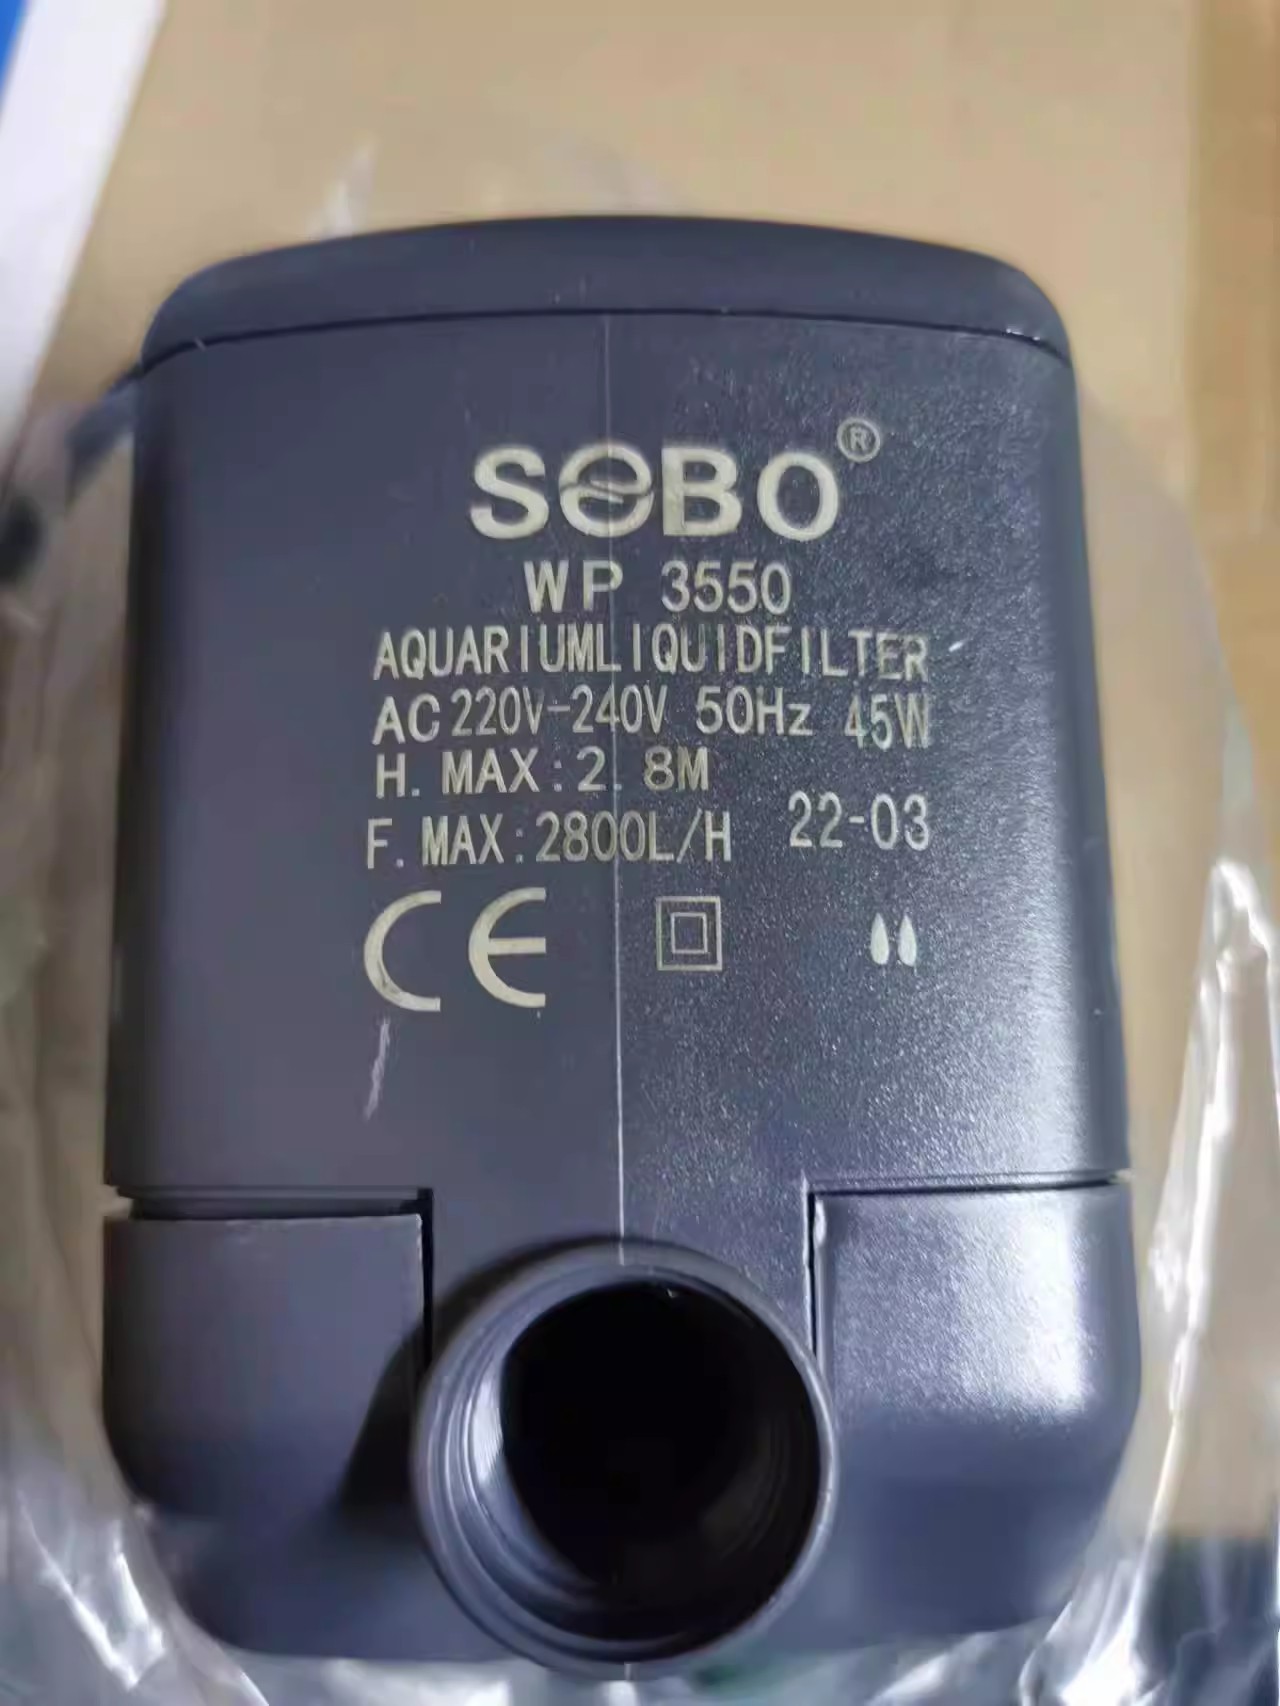 SOBO®
WP 3550
AQUARIUMLIQUIDFILTER
AC 220V-240V 50Hz 45W
H. MAX:2.8M
F. MAX:2800L/H 22-03
CE